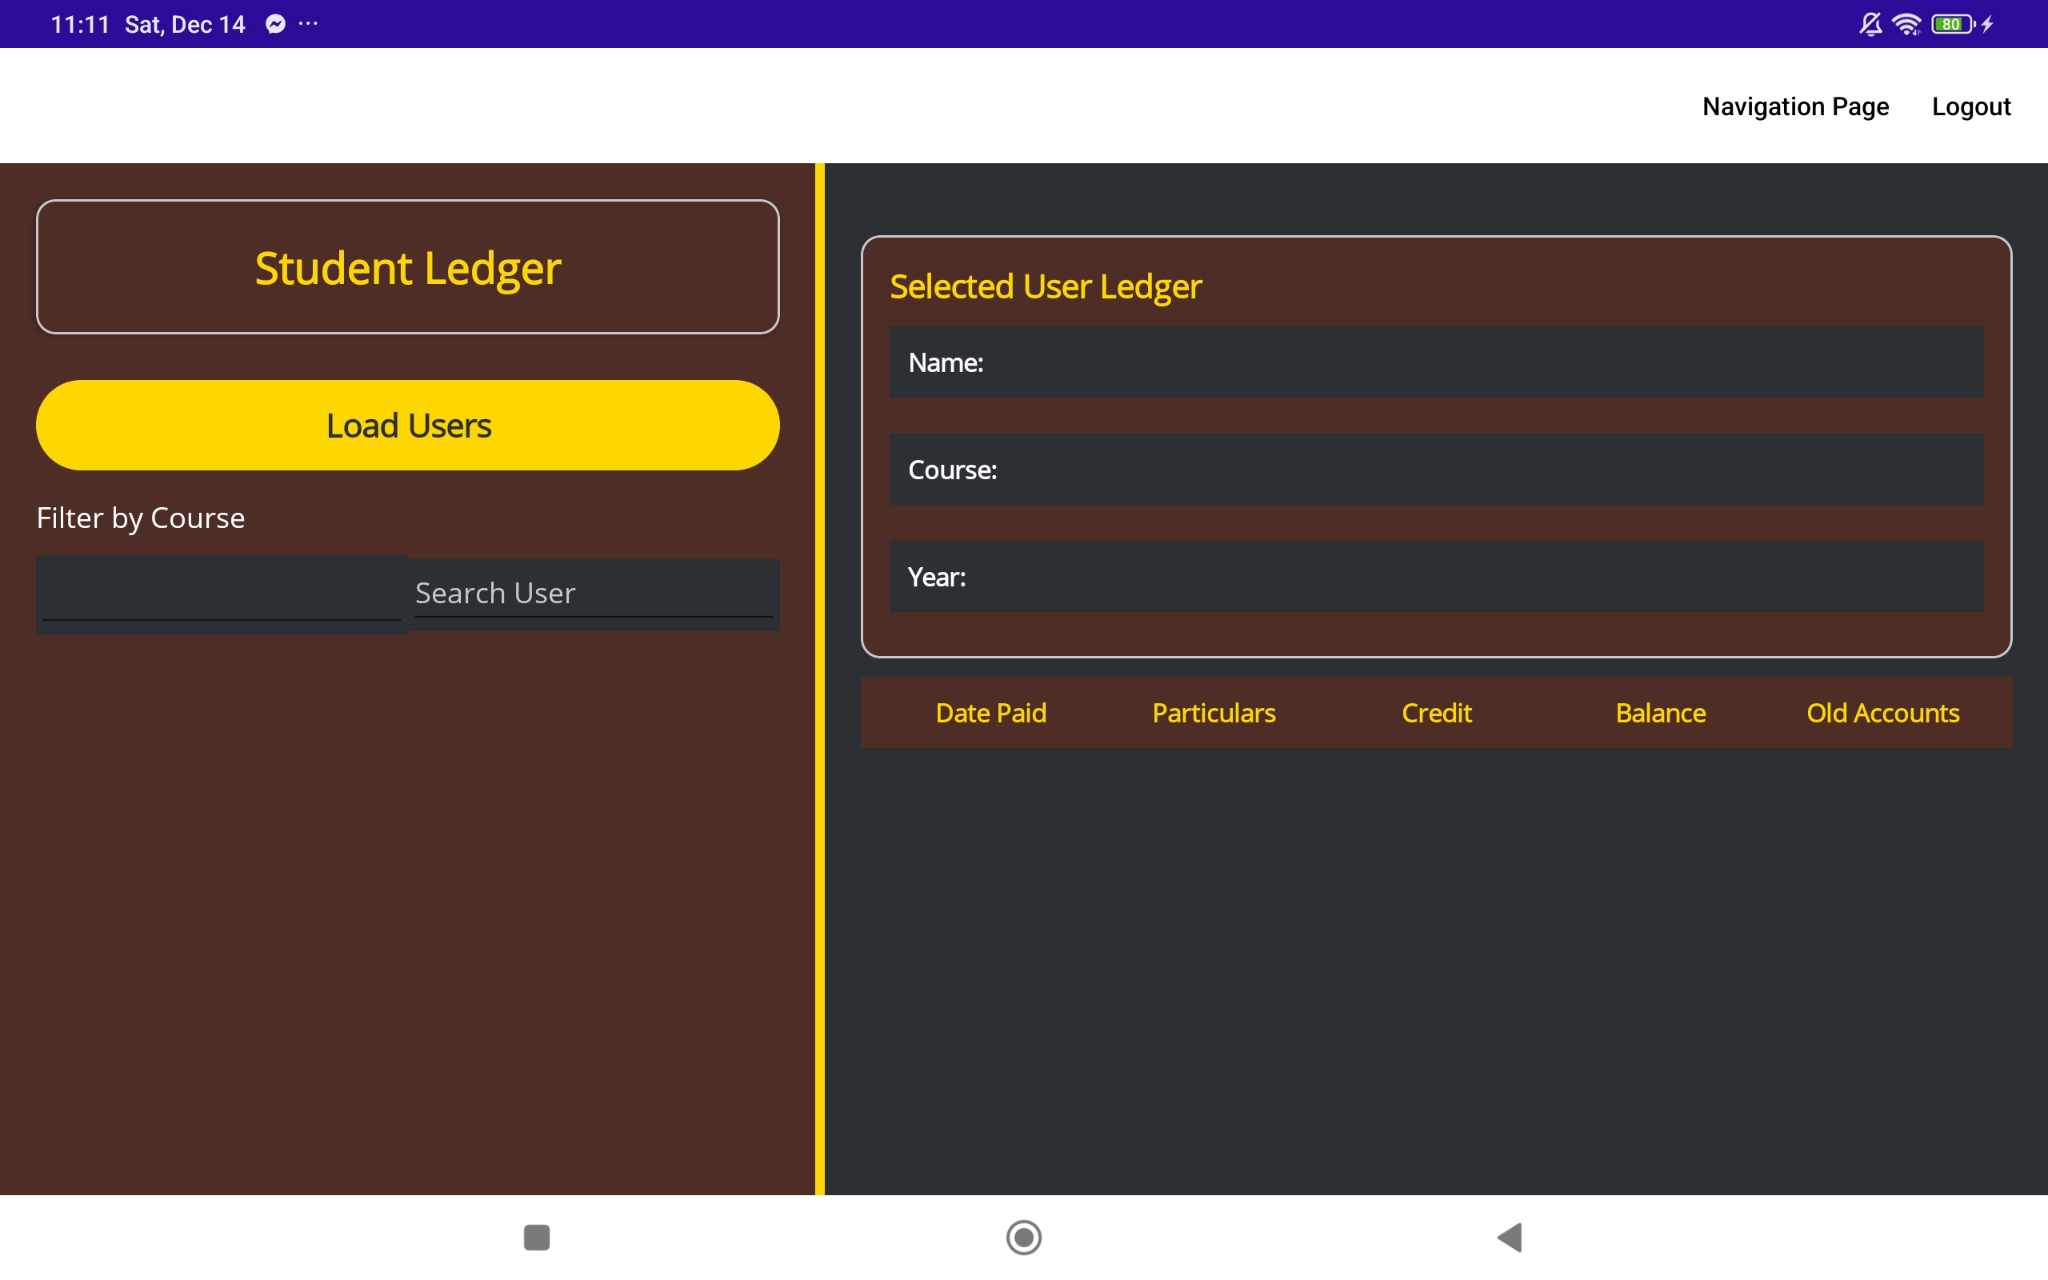 11:11 Sat, Dec 14 ···
80
Navigation Page Logout
Student Ledger
Load Users
Filter by Course
Search User
Selected User Ledger
Name:
Course:
Year:
Date Paid Particulars Credit Balance Old Accounts